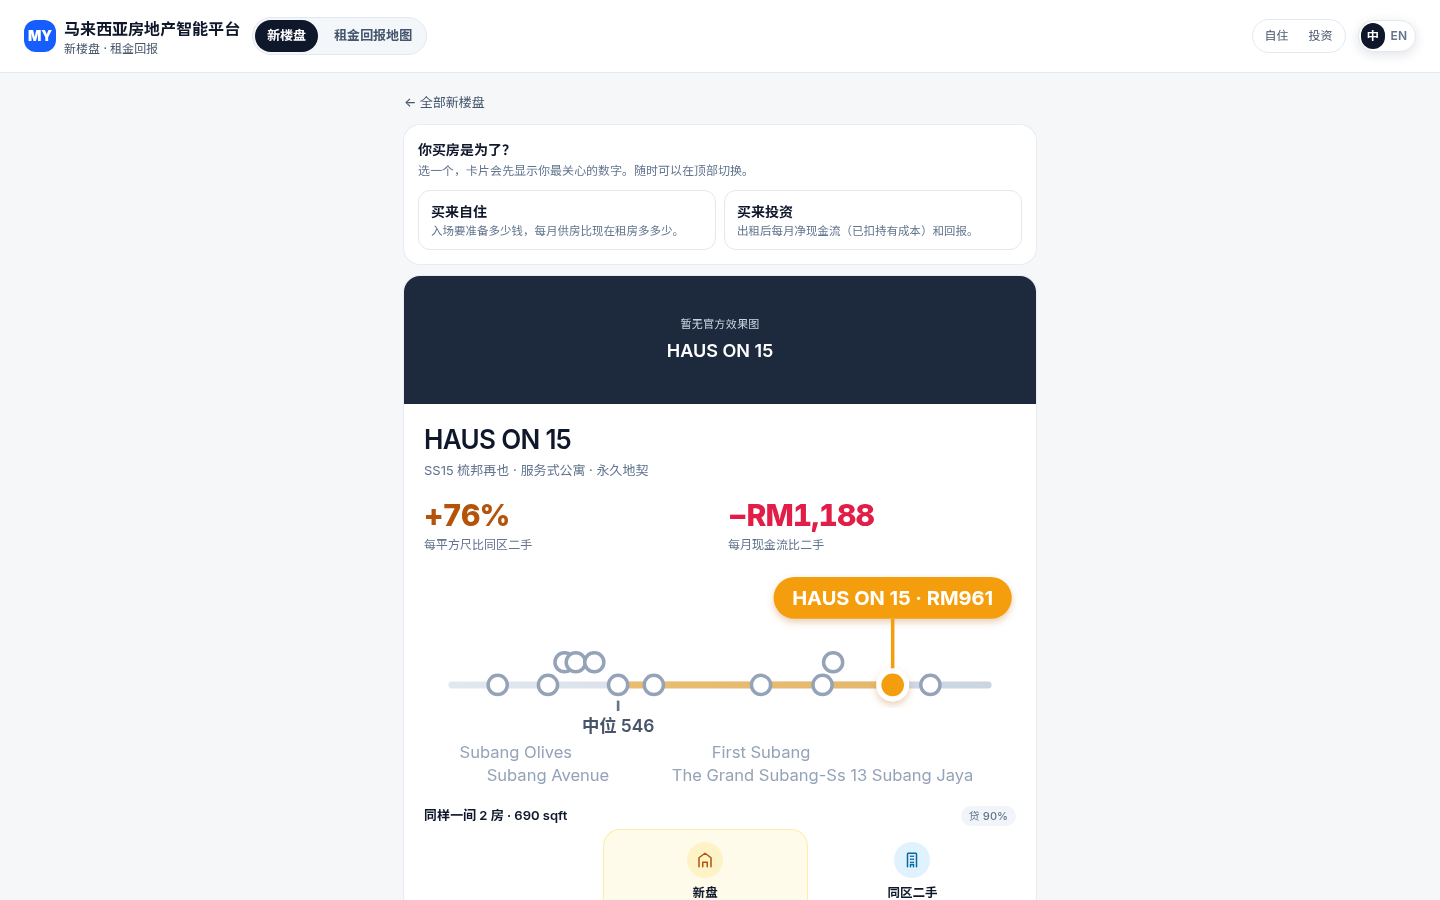 MY
马来西亚房地产智能平台
新楼盘 · 租金回报
新楼盘
租金回报地图
自住
投资
中
EN
← 全部新楼盘
你买房是为了？
选一个，卡片会先显示你最关心的数字。随时可以在顶部切换。
买来自住
入场要准备多少钱，每月供房比现在租房多多少。
买来投资
出租后每月净现金流（已扣持有成本）和回报。
暂无官方效果图
HAUS ON 15
HAUS ON 15
SS15 梳邦再也 · 服务式公寓 · 永久地契
+76%
每平方尺比同区二手
−RM1,188
每月现金流比二手
HAUS ON 15 · RM961
中位 546
Subang Olives
First Subang
Subang Avenue
The Grand Subang-Ss 13 Subang Jaya
同样一间 2 房 · 690 sqft
贷 90%
新盘
同区二手